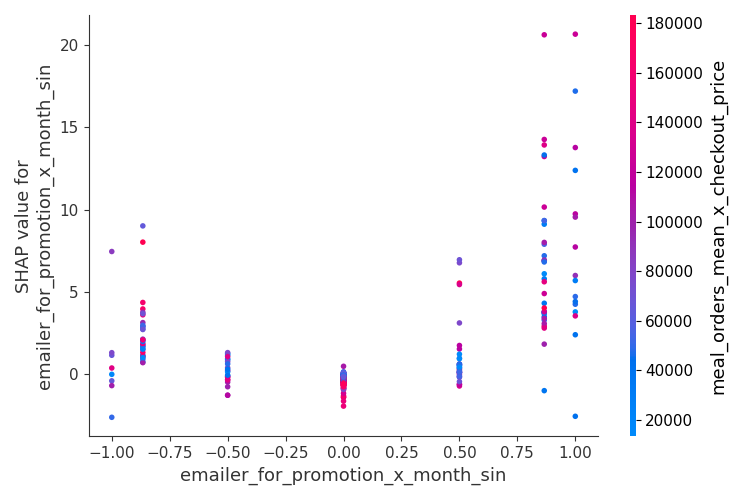 SHAP value for
emailer_for_promotion_x_month_sin
20
15
10
5
0
−1.00 −0.75 −0.50 −0.25 0.00 0.25 0.50 0.75 1.00
emailer_for_promotion_x_month_sin
180000
160000
140000
120000
100000
80000
60000
40000
20000
meal_orders_mean_x_checkout_price